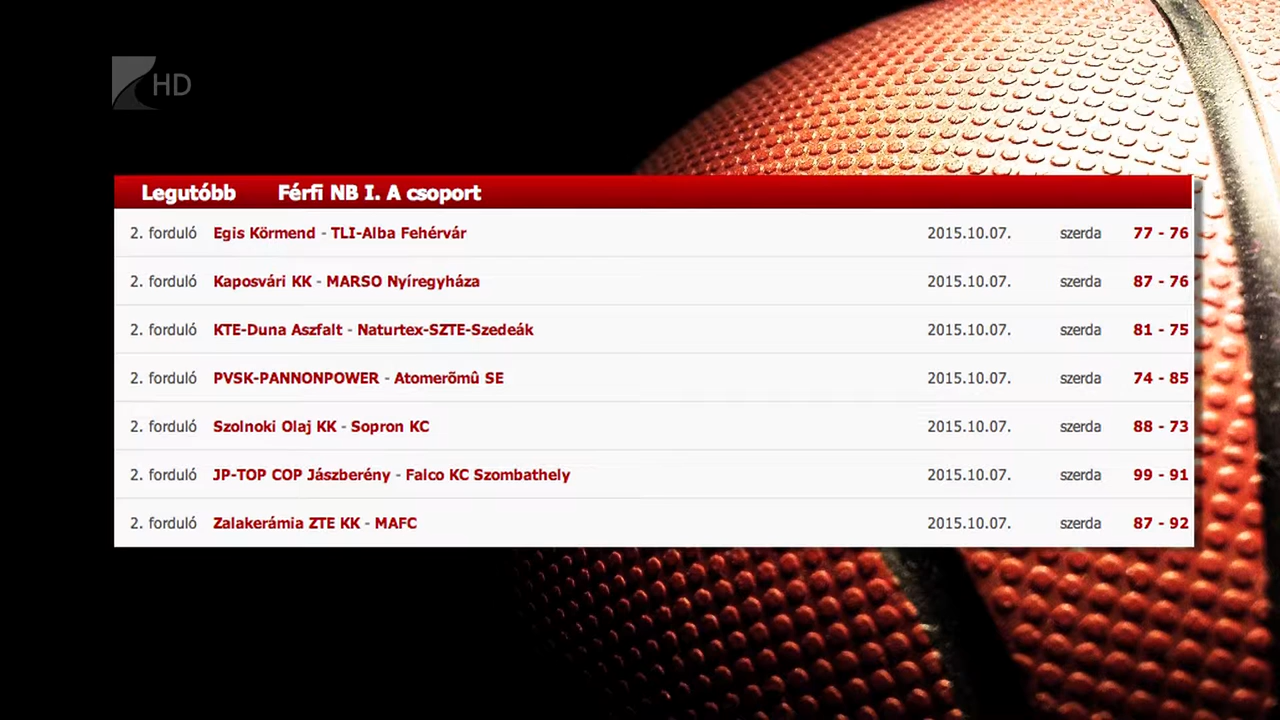 HD
Legutóbb Férfi NB I. A csoport
2. forduló Egis Körmend - TLI-Alba Fehérvár 2015.10.07. szerda 77 - 76
2. forduló Kaposvári KK - MARSO Nyíregyháza 2015.10.07. szerda 87 - 76
2. forduló KTE-Duna Aszfalt - Naturtex-SZTE-Szedeák 2015.10.07. szerda 81 - 75
2. forduló PVSK-PANNONPOWER - Atomerõmû SE 2015.10.07. szerda 74 - 85
2. forduló Szolnoki Olaj KK - Sopron KC 2015.10.07. szerda 88 - 73
2. forduló JP-TOP COP Jászberény - Falco KC Szombathely 2015.10.07. szerda 99 - 91
2. forduló Zalakerámia ZTE KK - MAFC 2015.10.07. szerda 87 - 92